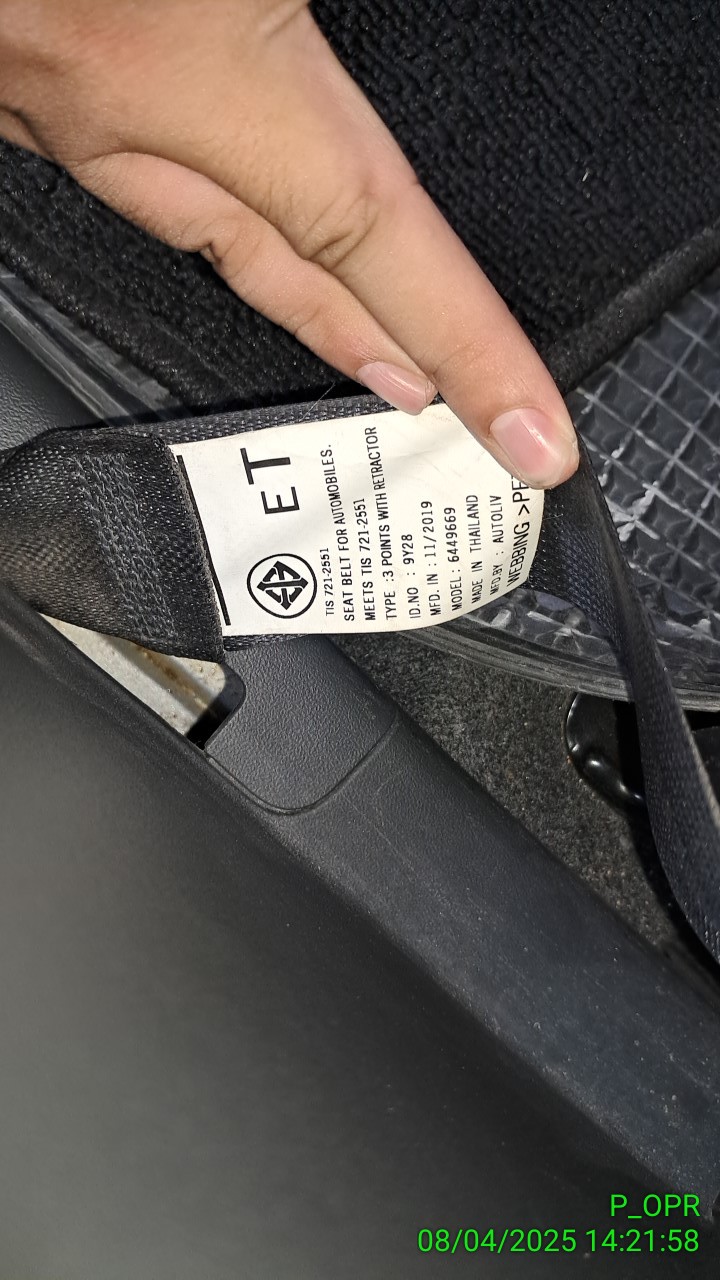 ET
TIS 721-2551
SEAT BELT FOR AUTOMOBILES.
MEETS TIS 721-2551
TYPE :3 POINTS WITH RETRACTOR
ID.NO : 9Y28
MFD. IN : 11/2019
MODEL: 6449669
MADE IN THAILAND
MFD.BY : AUTOLIV
WEBBING
P_OPR
08/04/2025 14:21:58